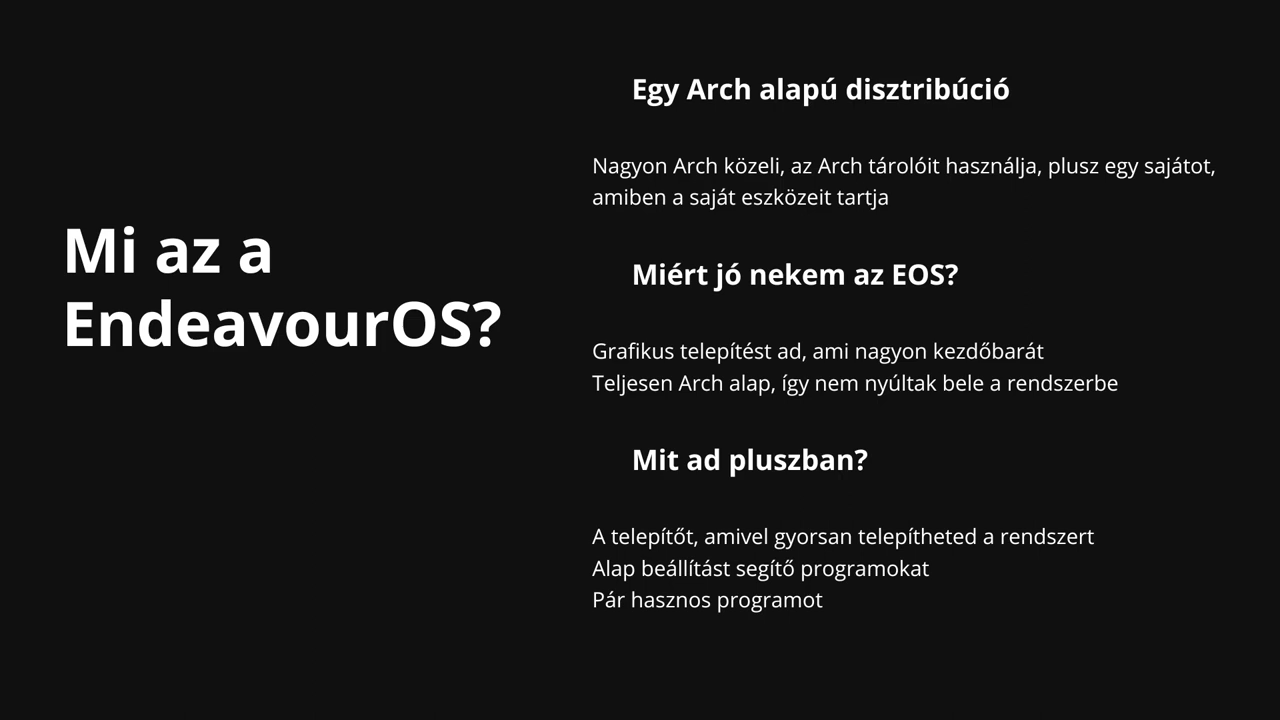 Mi az a
EndeavourOS?
Egy Arch alapú disztribúció
Nagyon Arch közeli, az Arch tárolóit használja, plusz egy sajátot,
amiben a saját eszközeit tartja
Miért jó nekem az EOS?
Grafikus telepítést ad, ami nagyon kezdőbarát
Teljesen Arch alap, így nem nyúltak bele a rendszerbe
Mit ad pluszban?
A telepítőt, amivel gyorsan telepítheted a rendszert
Alap beállítást segítő programokat
Pár hasznos programot